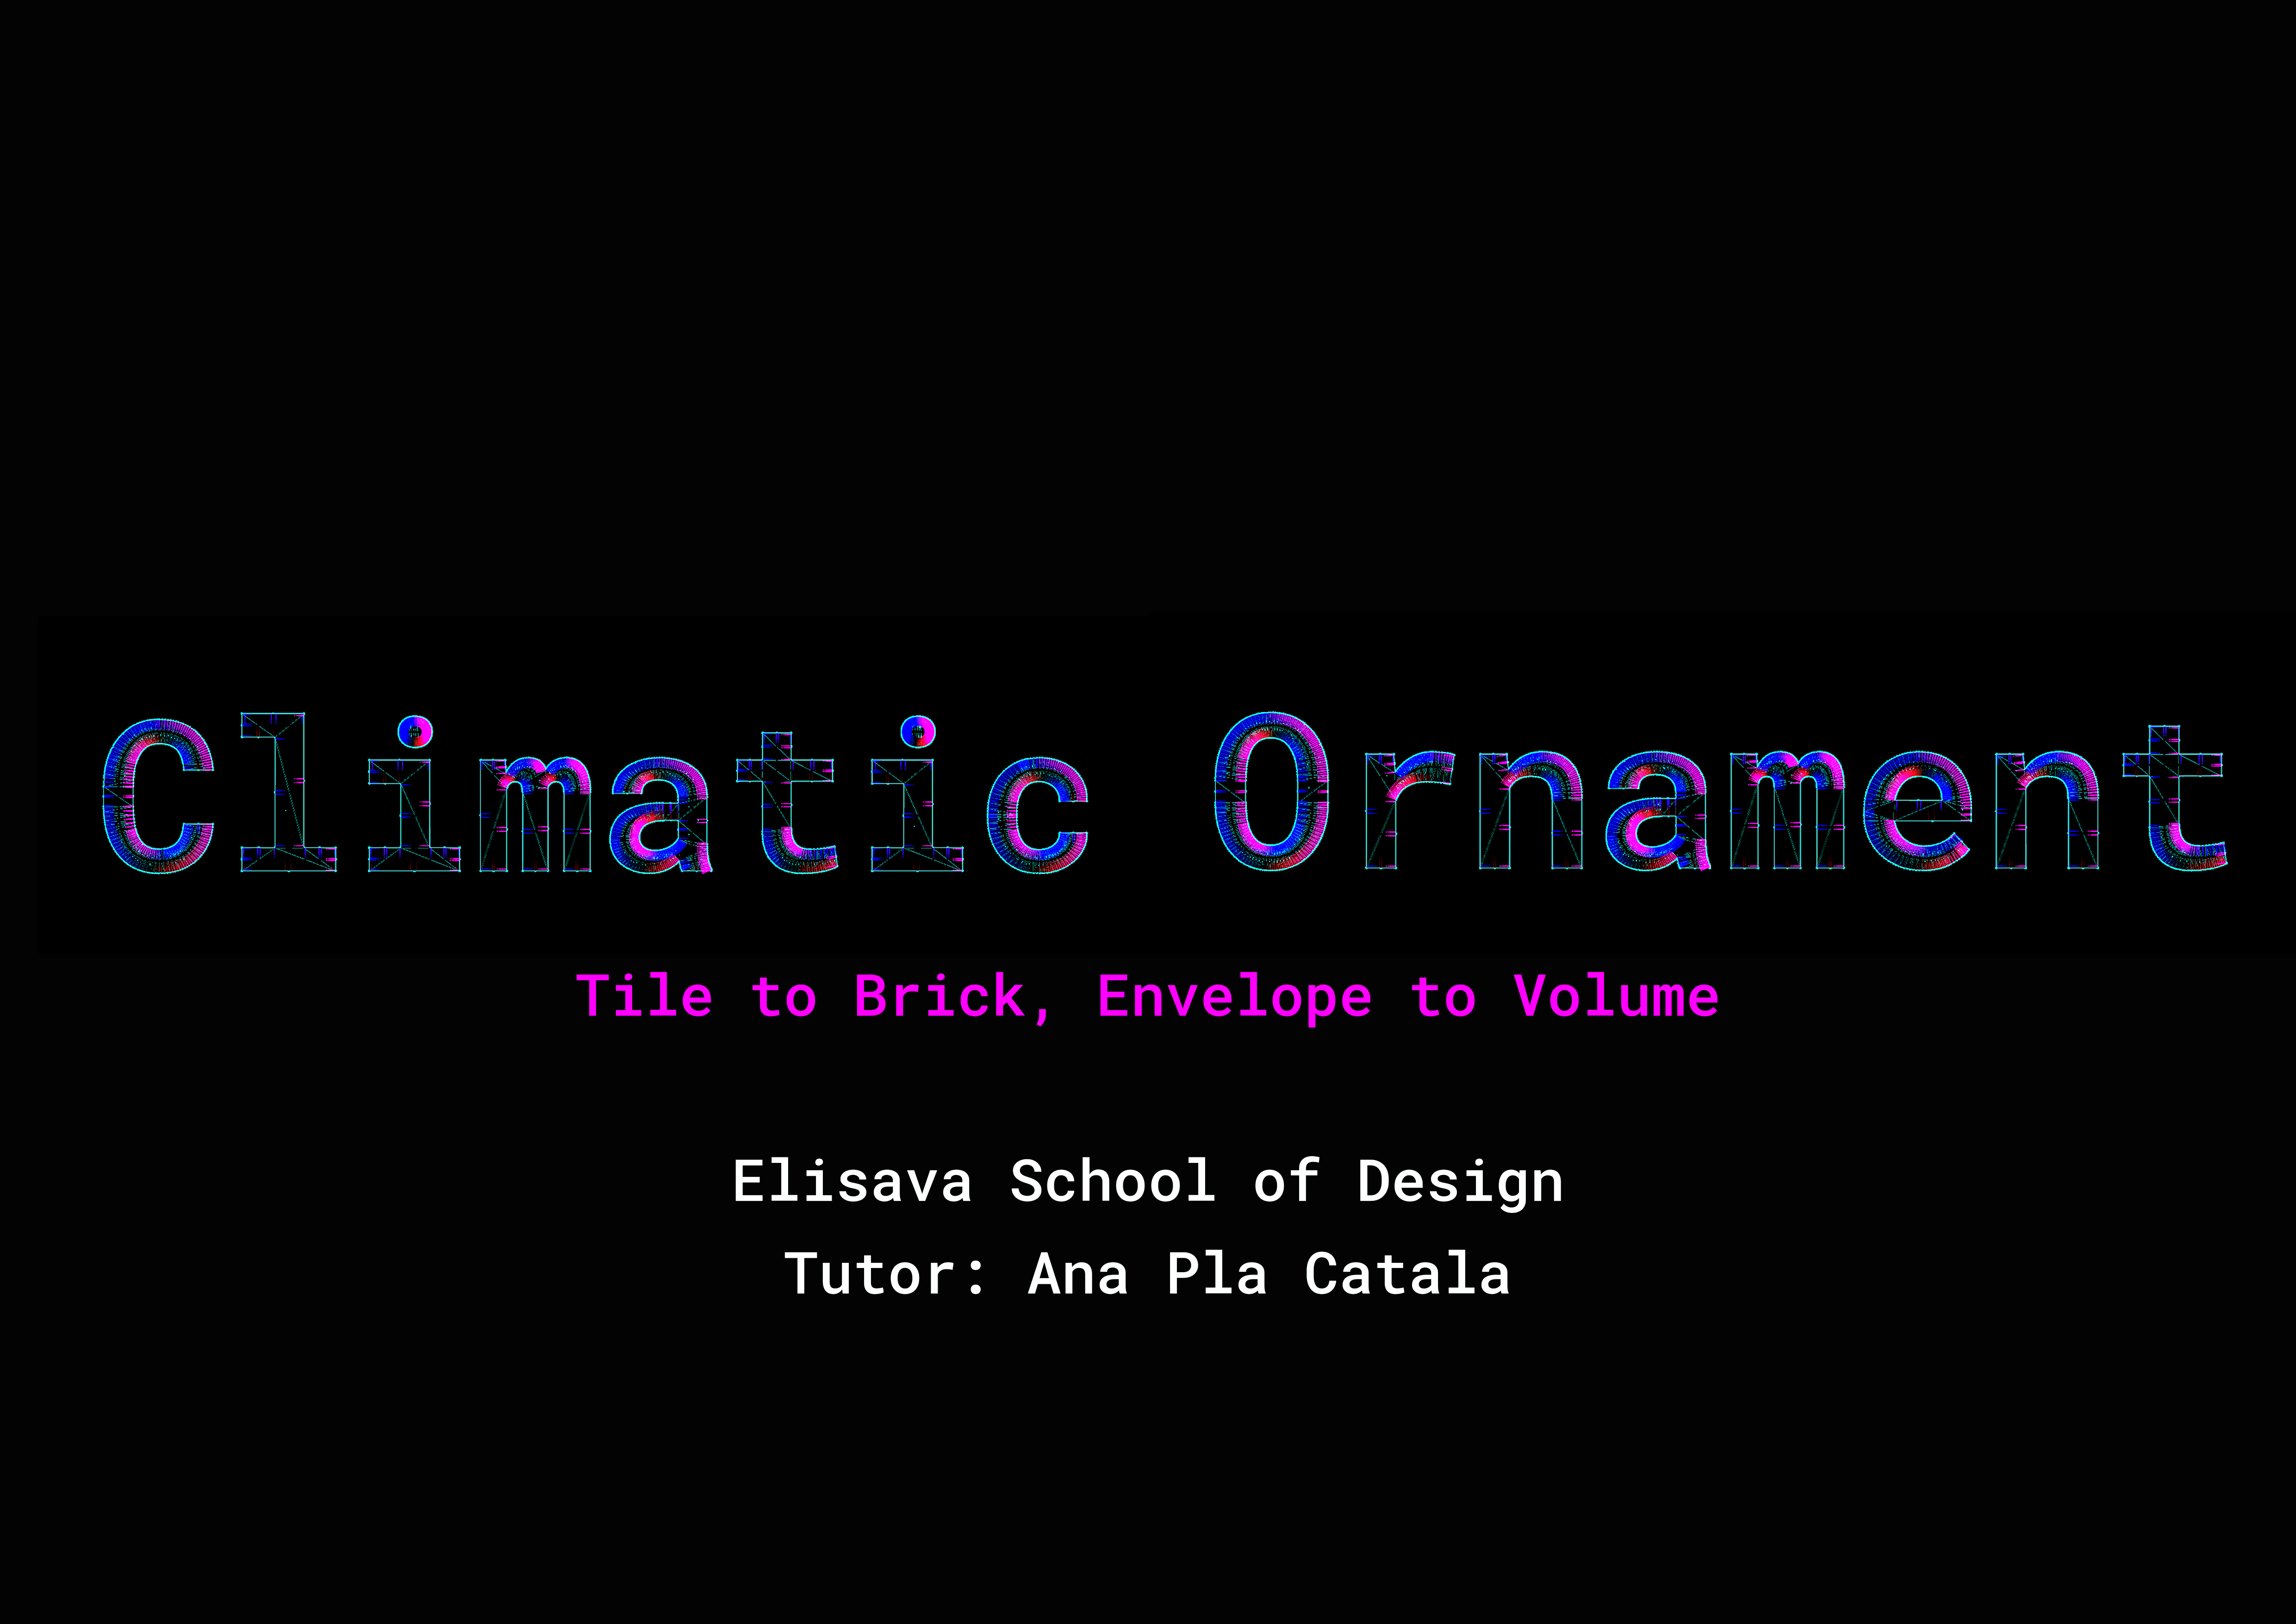 Climatic Ornament
Tile to Brick, Envelope to Volume
Elisava School of Design
Tutor: Ana Pla Catala